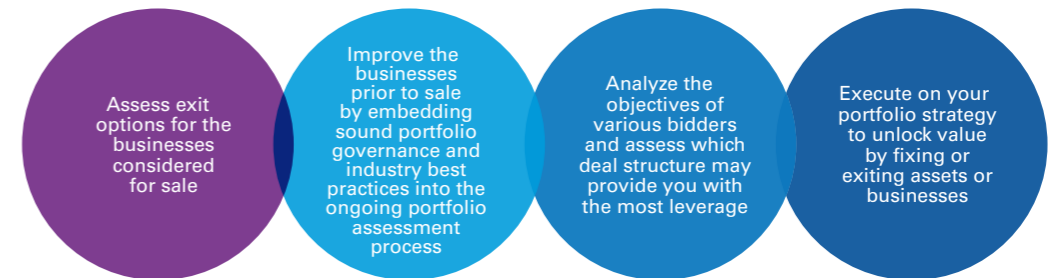 Assess exit
options for the
businesses
considered
for sale
Improve the
businesses
prior to sale
by embedding
sound portfolio
governance and
industry best
practices into the
ongoing portfolio
assessment
process
Analyze the
objectives of
various bidders
and assess which
deal structure may
provide you with
the most leverage
Execute on your
portfolio strategy
to unlock value
by fixing or
exiting assets or
businesses